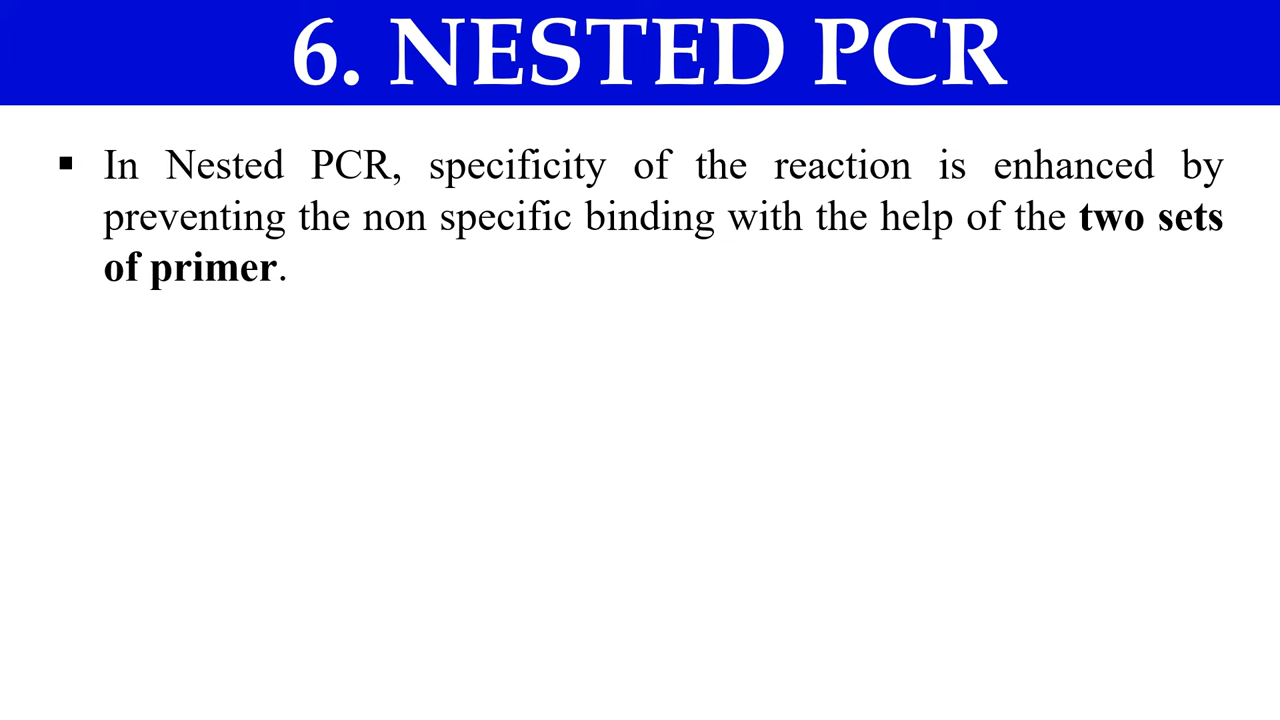 6. NESTED PCR
▪ In Nested PCR, specificity of the reaction is enhanced by
preventing the non specific binding with the help of the two sets
of primer.